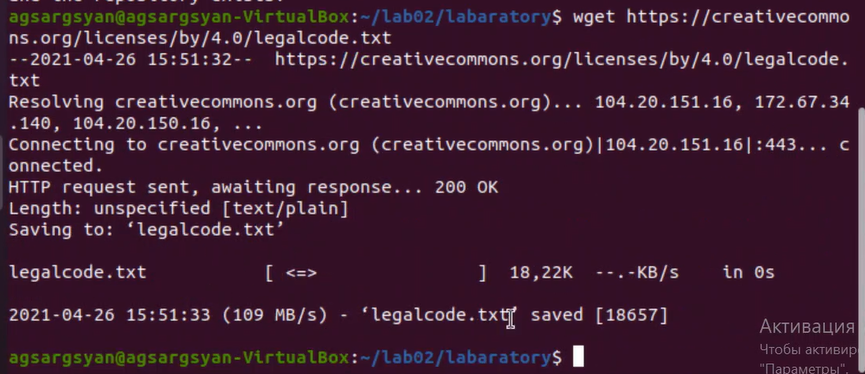 agsargsyan@agsargsyan-VirtualBox:~/lab02/labaratory$ wget https://creativecommo
ns.org/licenses/by/4.0/legalcode.txt
--2021-04-26 15:51:32--  https://creativecommons.org/licenses/by/4.0/legalcode.
txt
Resolving creativecommons.org (creativecommons.org)... 104.20.151.16, 172.67.34
.140, 104.20.150.16, ...
Connecting to creativecommons.org (creativecommons.org)|104.20.151.16|:443... c
onnected.
HTTP request sent, awaiting response... 200 OK
Length: unspecified [text/plain]
Saving to: ‘legalcode.txt’
legalcode.txt           [ <=>                ]  18,22K  --.-KB/s    in 0s
2021-04-26 15:51:33 (109 MB/s) - ‘legalcode.txt’ saved [18657]
agsargsyan@agsargsyan-VirtualBox:~/lab02/labaratory$
Активация
Чтобы активир
"Параметры".